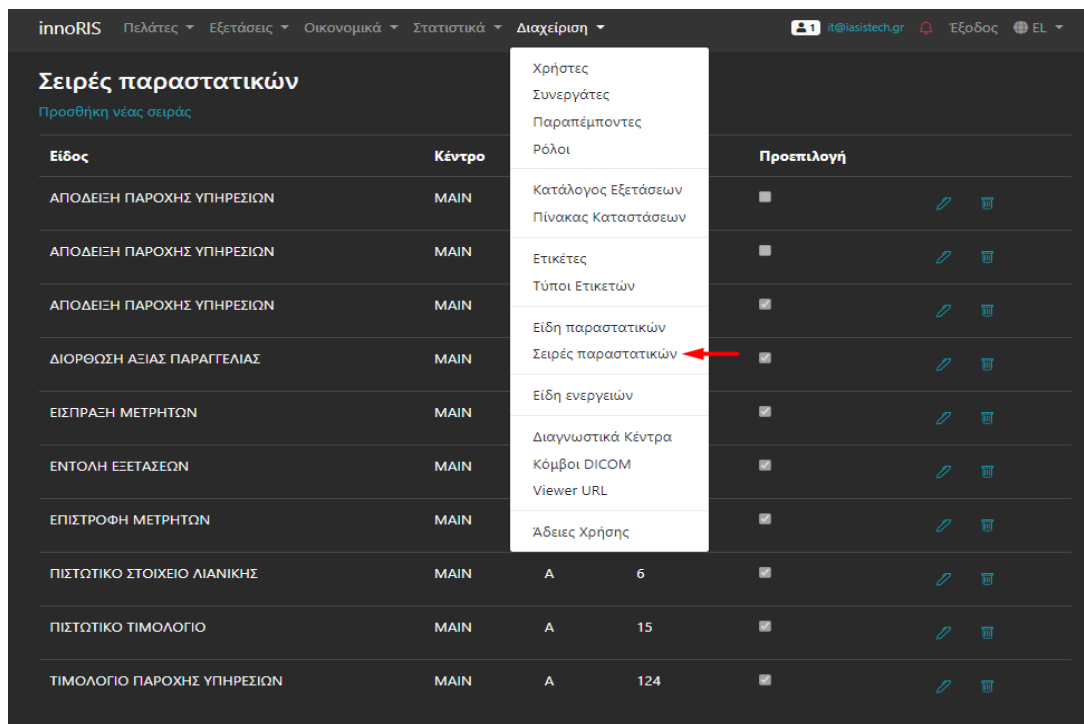 innoRIS Πελάτες Εξετάσεις Οικονομικά Στατιστικά Διαχείριση 1 it@iasistech.gr Έξοδος EL
Σειρές παραστατικών
Προσθήκη νέας σειράς
Χρήστες
Συνεργάτες
Παραπέμποντες
Ρόλοι
Κατάλογος Εξετάσεων
Πίνακας Καταστάσεων
Ετικέτες
Τύποι Ετικετών
Είδη παραστατικών
Σειρές παραστατικών
Είδη ενεργειών
Διαγνωστικά Κέντρα
Κόμβοι DICOM
Viewer URL
Άδειες Χρήσης
Είδος Κέντρο Προεπιλογή
ΑΠΟΔΕΙΞΗ ΠΑΡΟΧΗΣ ΥΠΗΡΕΣΙΩΝ MAIN
ΑΠΟΔΕΙΞΗ ΠΑΡΟΧΗΣ ΥΠΗΡΕΣΙΩΝ MAIN
ΑΠΟΔΕΙΞΗ ΠΑΡΟΧΗΣ ΥΠΗΡΕΣΙΩΝ MAIN
ΔΙΟΡΘΩΣΗ ΑΞΙΑΣ ΠΑΡΑΓΓΕΛΙΑΣ MAIN
ΕΙΣΠΡΑΞΗ ΜΕΤΡΗΤΩΝ MAIN
ΕΝΤΟΛΗ ΕΞΕΤΑΣΕΩΝ MAIN
ΕΠΙΣΤΡΟΦΗ ΜΕΤΡΗΤΩΝ MAIN
ΠΙΣΤΩΤΙΚΟ ΣΤΟΙΧΕΙΟ ΛΙΑΝΙΚΗΣ MAIN A 6
ΠΙΣΤΩΤΙΚΟ ΤΙΜΟΛΟΓΙΟ MAIN A 15
ΤΙΜΟΛΟΓΙΟ ΠΑΡΟΧΗΣ ΥΠΗΡΕΣΙΩΝ MAIN A 124